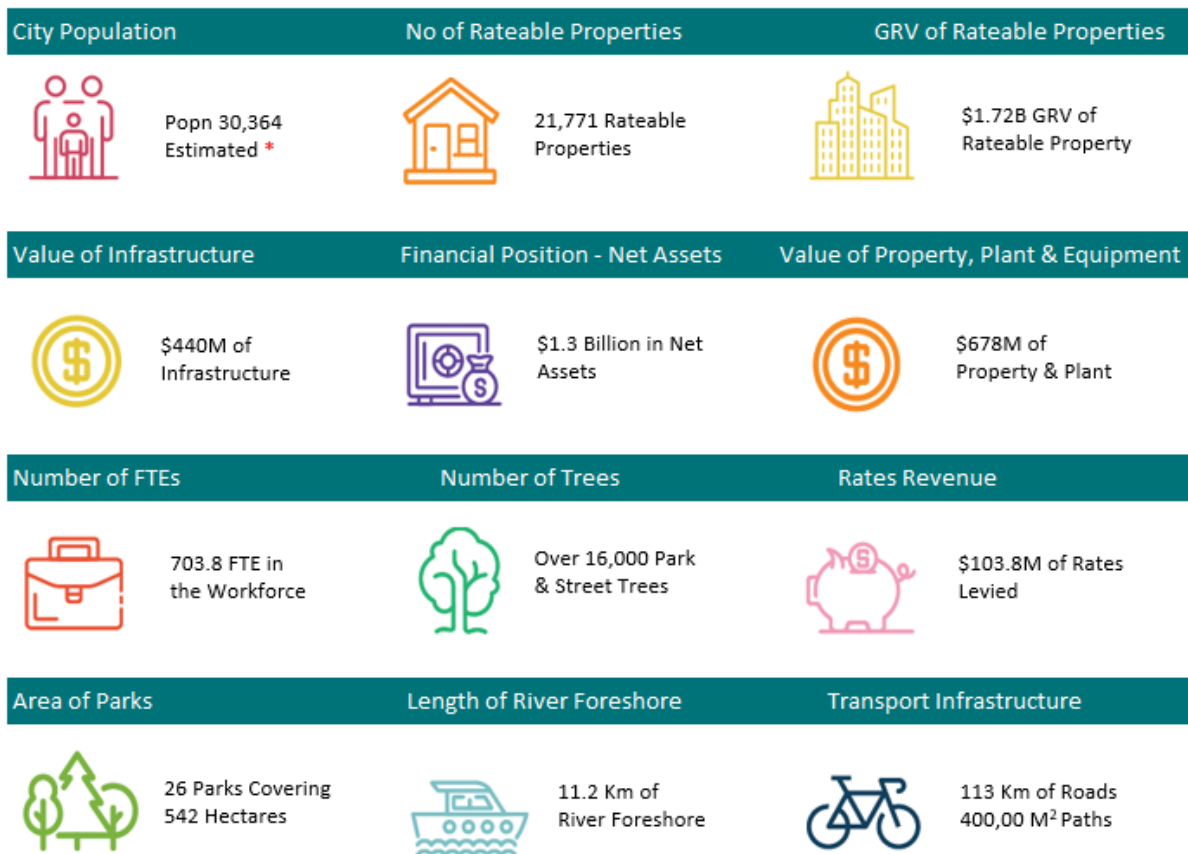 City Population
No of Rateable Properties
GRV of Rateable Properties
Popn 30,364
Estimated *
21,771 Rateable
Properties
$1.72B GRV of
Rateable Property
Value of Infrastructure
Financial Position - Net Assets
Value of Property, Plant & Equipment
$440M of
Infrastructure
$1.3 Billion in Net
Assets
$678M of
Property & Plant
Number of FTEs
Number of Trees
Rates Revenue
703.8 FTE in
the Workforce
Over 16,000 Park
& Street Trees
$103.8M of Rates
Levied
Area of Parks
Length of River Foreshore
Transport Infrastructure
26 Parks Covering
542 Hectares
11.2 Km of
River Foreshore
113 Km of Roads
400,00 M² Paths